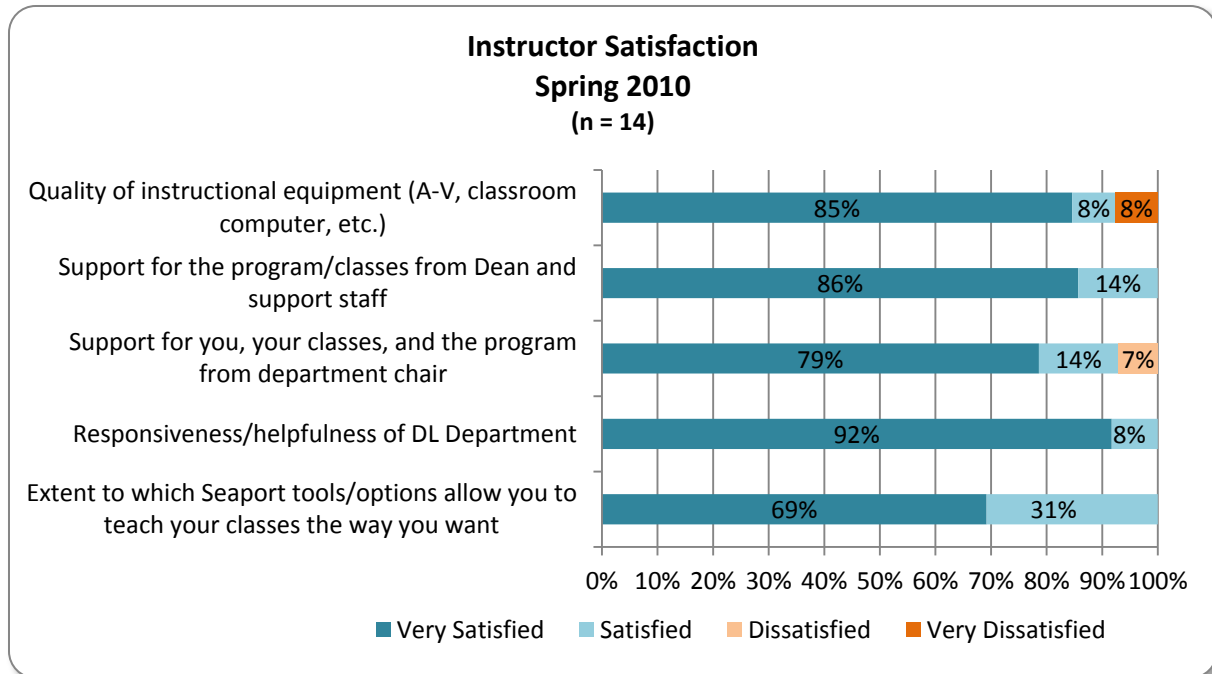 Instructor Satisfaction
Spring 2010
(n = 14)
Quality of instructional equipment (A-V, classroom
computer, etc.)
85% 8% 8%
Support for the program/classes from Dean and
support staff
86% 14%
Support for you, your classes, and the program
from department chair
79% 14% 7%
Responsiveness/helpfulness of DL Department
92% 8%
Extent to which Seaport tools/options allow you to
teach your classes the way you want
69% 31%
0% 10% 20% 30% 40% 50% 60% 70% 80% 90% 100%
Very Satisfied Satisfied Dissatisfied Very Dissatisfied